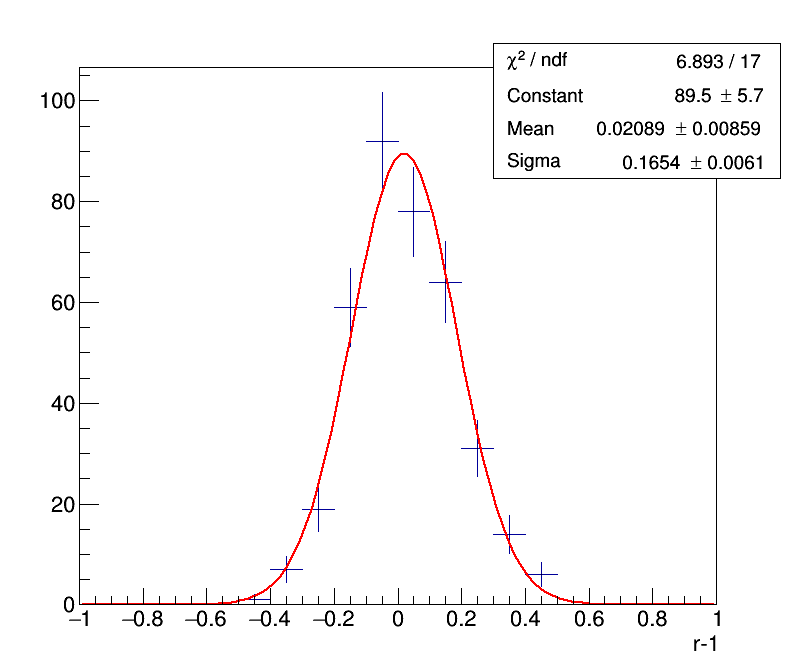 χ² / ndf 6.893 / 17
Constant 89.5 ± 5.7
Mean 0.02089 ± 0.00859
Sigma 0.1654 ± 0.0061
100
80
60
40
20
0
−1 −0.8 −0.6 −0.4 −0.2 0 0.2 0.4 0.6 0.8 1
r-1